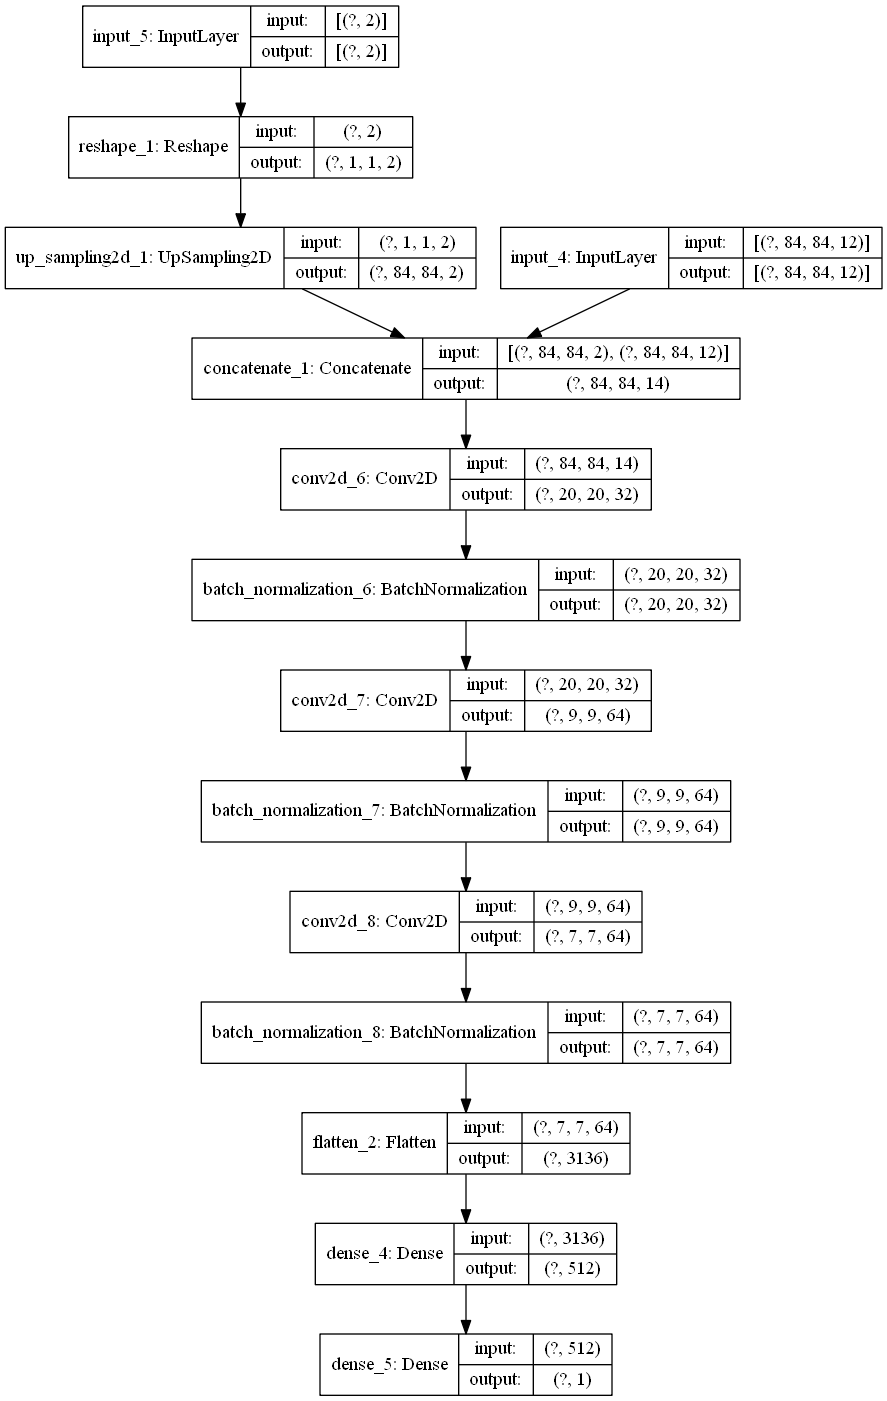 input_5: InputLayer
input: [(?, 2)]
output: [(?, 2)]
reshape_1: Reshape
input: (?, 2)
output: (?, 1, 1, 2)
up_sampling2d_1: UpSampling2D
input: (?, 1, 1, 2)
output: (?, 84, 84, 2)
input_4: InputLayer
input: [(?, 84, 84, 12)]
output: [(?, 84, 84, 12)]
concatenate_1: Concatenate
input: [(?, 84, 84, 2), (?, 84, 84, 12)]
output: (?, 84, 84, 14)
conv2d_6: Conv2D
input: (?, 84, 84, 14)
output: (?, 20, 20, 32)
batch_normalization_6: BatchNormalization
input: (?, 20, 20, 32)
output: (?, 20, 20, 32)
conv2d_7: Conv2D
input: (?, 20, 20, 32)
output: (?, 9, 9, 64)
batch_normalization_7: BatchNormalization
input: (?, 9, 9, 64)
output: (?, 9, 9, 64)
conv2d_8: Conv2D
input: (?, 9, 9, 64)
output: (?, 7, 7, 64)
batch_normalization_8: BatchNormalization
input: (?, 7, 7, 64)
output: (?, 7, 7, 64)
flatten_2: Flatten
input: (?, 7, 7, 64)
output: (?, 3136)
dense_4: Dense
input: (?, 3136)
output: (?, 512)
dense_5: Dense
input: (?, 512)
output: (?, 1)